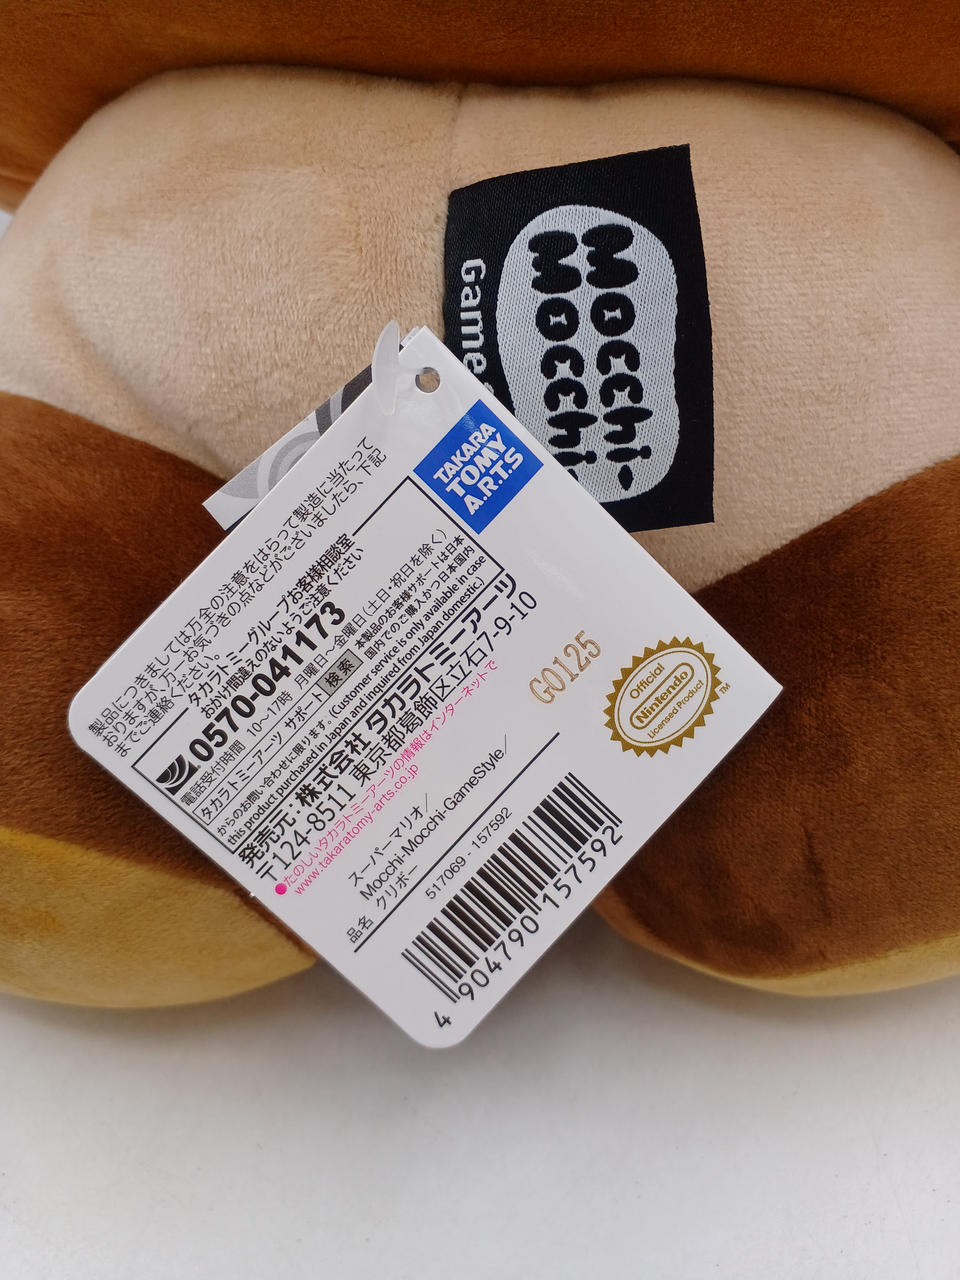 Mocchi-
Mocchi
Game
TAKARA
TOMY
A.R.T.S
製品につきましては万全の注意をはらって製造に当たって
おりますが、万一お気づきの点などがございましたら、下記
までご連絡ください。
タカラトミーグループお客様相談室
おかけ間違えのないようご注意ください
0570-041173
電話受付時間 10〜17時 月曜日〜金曜日(土日・祝日を除く)
タカラトミーアーツ サポート 検索
本製品のお客様サポートは日本
国内でのご購入かつ日本国内
からのお問い合わせに限ります。(Customer service is only available in case
this product purchased in Japan and inquired from Japan domestic.)
発売元:株式会社タカラトミーアーツ
〒124-8511 東京都葛飾区立石7-9-10
●たのしいタカラトミーアーツの情報はインターネットで
www.takaratomy-arts.co.jp
G0125
Official
Nintendo
Licensed Product
TM
品名
スーパーマリオ/
Mocchi-Mocchi-GameStyle/
クリボー
517069 - 157592
4 904790 157592